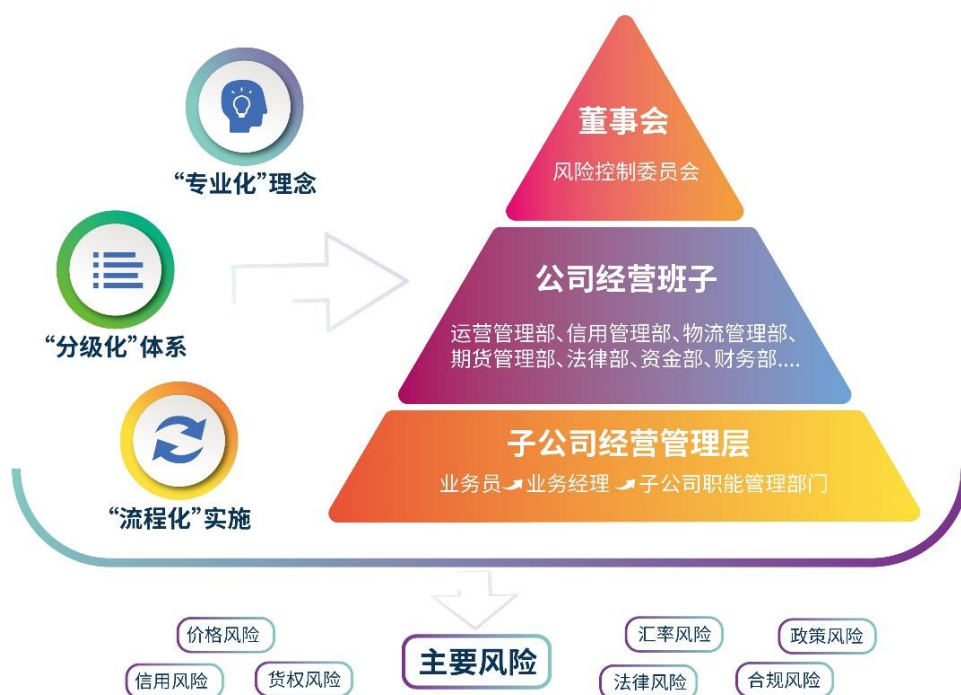 “专业化”理念
“分级化”体系
“流程化”实施
董事会
风险控制委员会
公司经营班子
运营管理部、信用管理部、物流管理部、
期货管理部、法律部、资金部、财务部....
子公司经营管理层
业务员➚业务经理➚子公司职能管理部门
主要风险
价格风险
信用风险
货权风险
汇率风险
政策风险
法律风险
合规风险